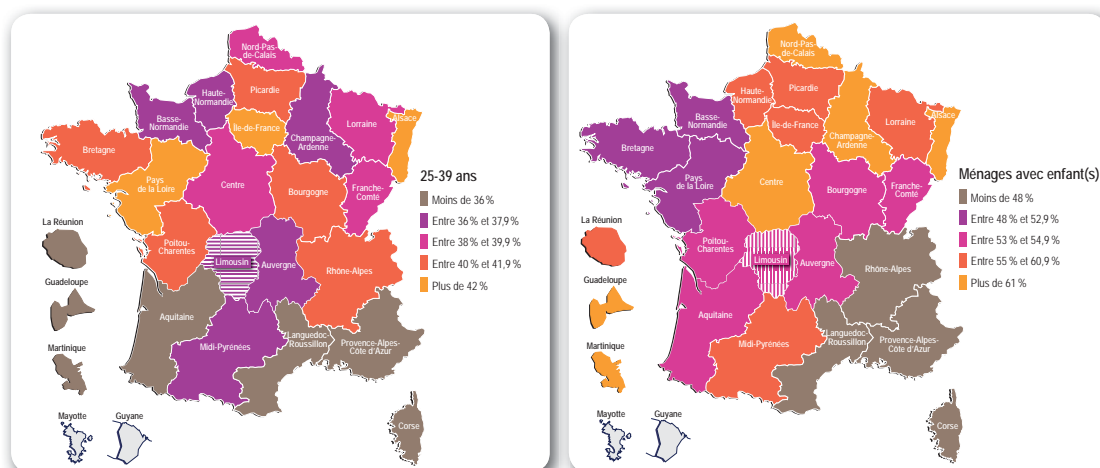 Nord-Pas-
de-Calais
Picardie
Haute-
Normandie
Basse-
Normandie
Île-de-France
Champagne-
Ardenne
Lorraine
Alsace
Bretagne
Pays
de la Loire
Centre
Bourgogne
Franche-
Comté
Poitou-
Charentes
Limousin
Auvergne
Rhône-Alpes
Aquitaine
Midi-Pyrénées
Languedoc-
Roussillon
Provence-Alpes-
Côte d'Azur
Corse
La Réunion
Guadeloupe
Martinique
Mayotte
Guyane
25-39 ans
Moins de 36 %
Entre 36 % et 37,9 %
Entre 38 % et 39,9 %
Entre 40 % et 41,9 %
Plus de 42 %
Nord-Pas-
de-Calais
Picardie
Haute-
Normandie
Basse-
Normandie
Île-de-France
Champagne-
Ardenne
Lorraine
Alsace
Bretagne
Pays
de la Loire
Centre
Bourgogne
Franche-
Comté
Poitou-
Charentes
Limousin
Auvergne
Rhône-Alpes
Aquitaine
Midi-Pyrénées
Languedoc-
Roussillon
Provence-Alpes-
Côte d'Azur
Corse
La Réunion
Guadeloupe
Martinique
Mayotte
Guyane
Ménages avec enfant(s)
Moins de 48 %
Entre 48 % et 52,9 %
Entre 53 % et 54,9 %
Entre 55 % et 60,9 %
Plus de 61 %